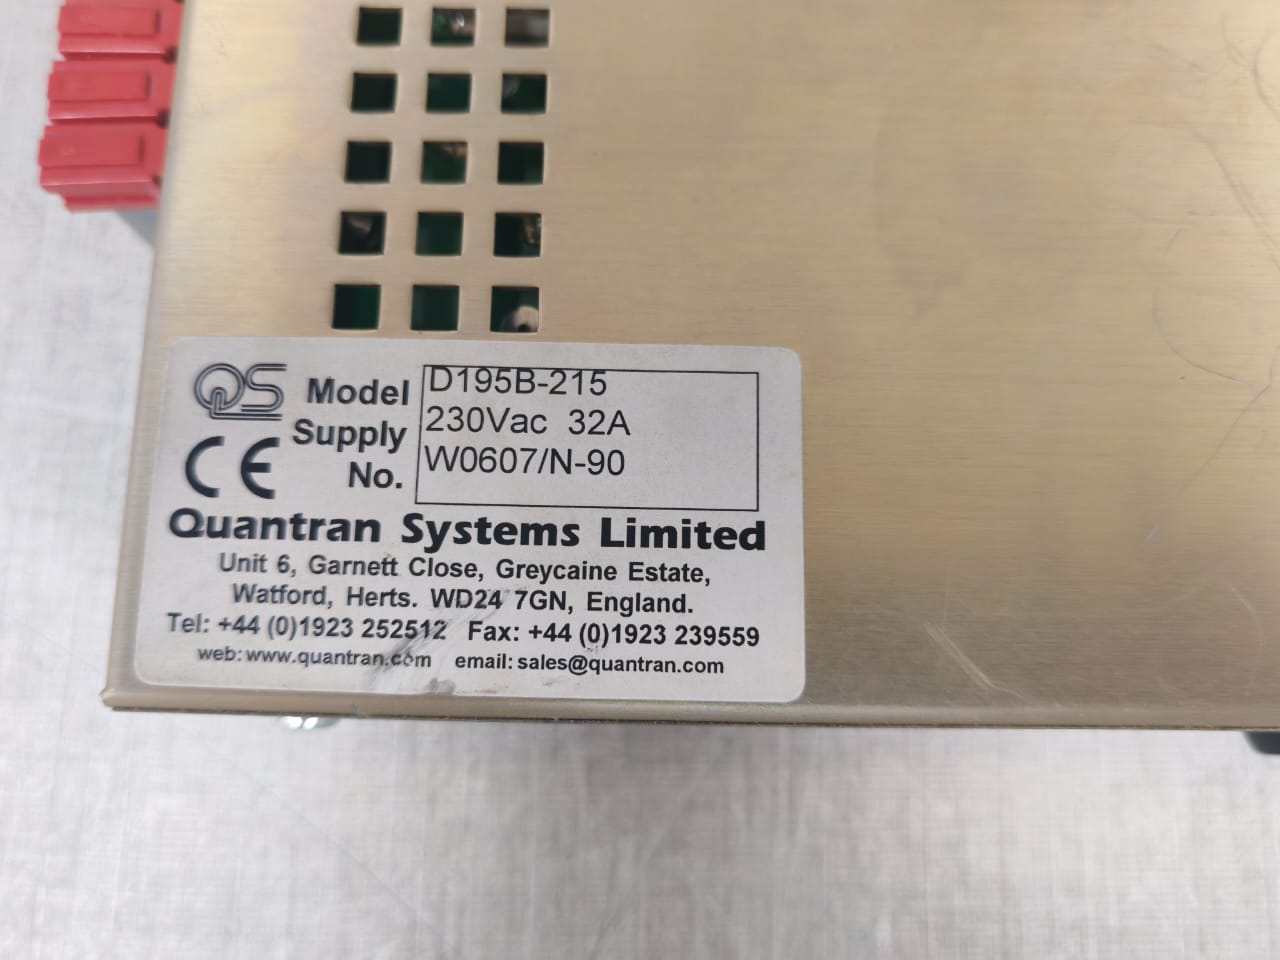 QS Model D195B-215
Supply 230Vac 32A
CE No. W0607/N-90
Quantran Systems Limited
Unit 6, Garnett Close, Greycaine Estate,
Watford, Herts. WD24 7GN, England.
Tel: +44 (0)1923 252512 Fax: +44 (0)1923 239559
web: www.quantran.com email: sales@quantran.com